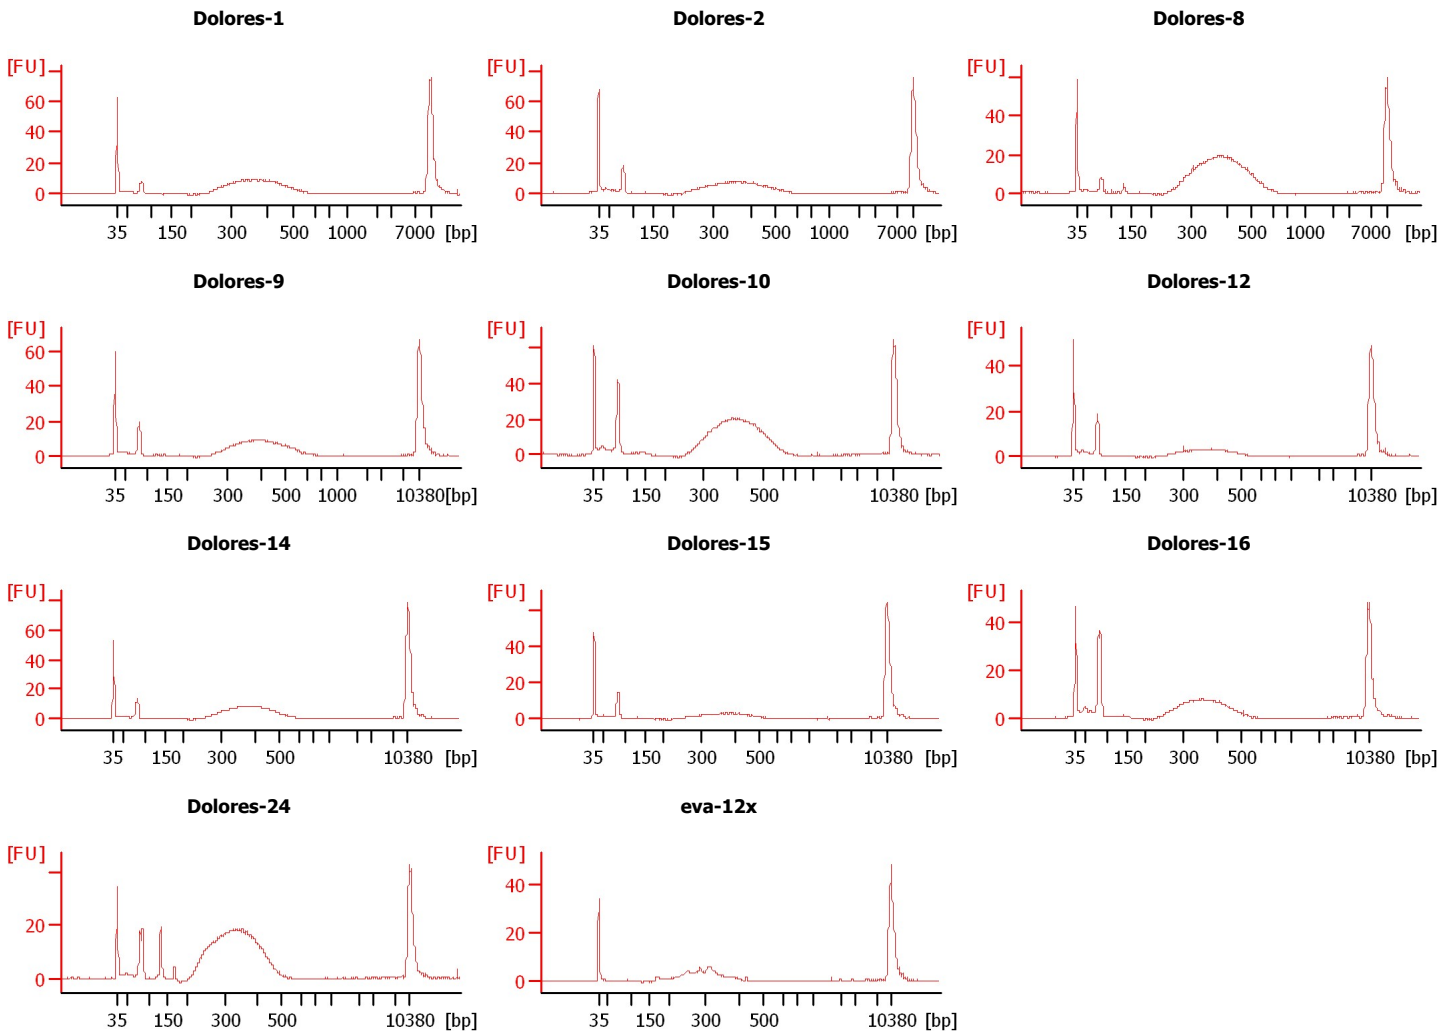 Dolores-1
[FU]
60
40
20
0
35 150 300 500 1000 7000 [bp]
Dolores-2
[FU]
60
40
20
0
35 150 300 500 1000 7000 [bp]
Dolores-8
[FU]
40
20
0
35 150 300 500 1000 7000 [bp]
Dolores-9
[FU]
60
40
20
0
35 150 300 500 1000 10380 [bp]
Dolores-10
[FU]
40
20
0
35 150 300 500 10380 [bp]
Dolores-12
[FU]
40
20
0
35 150 300 500 10380 [bp]
Dolores-14
[FU]
60
40
20
0
35 150 300 500 10380 [bp]
Dolores-15
[FU]
40
20
0
35 150 300 500 10380 [bp]
Dolores-16
[FU]
40
20
0
35 150 300 500 10380 [bp]
Dolores-24
[FU]
20
0
35 150 300 500 10380 [bp]
eva-12x
[FU]
40
20
0
35 150 300 500 10380 [bp]